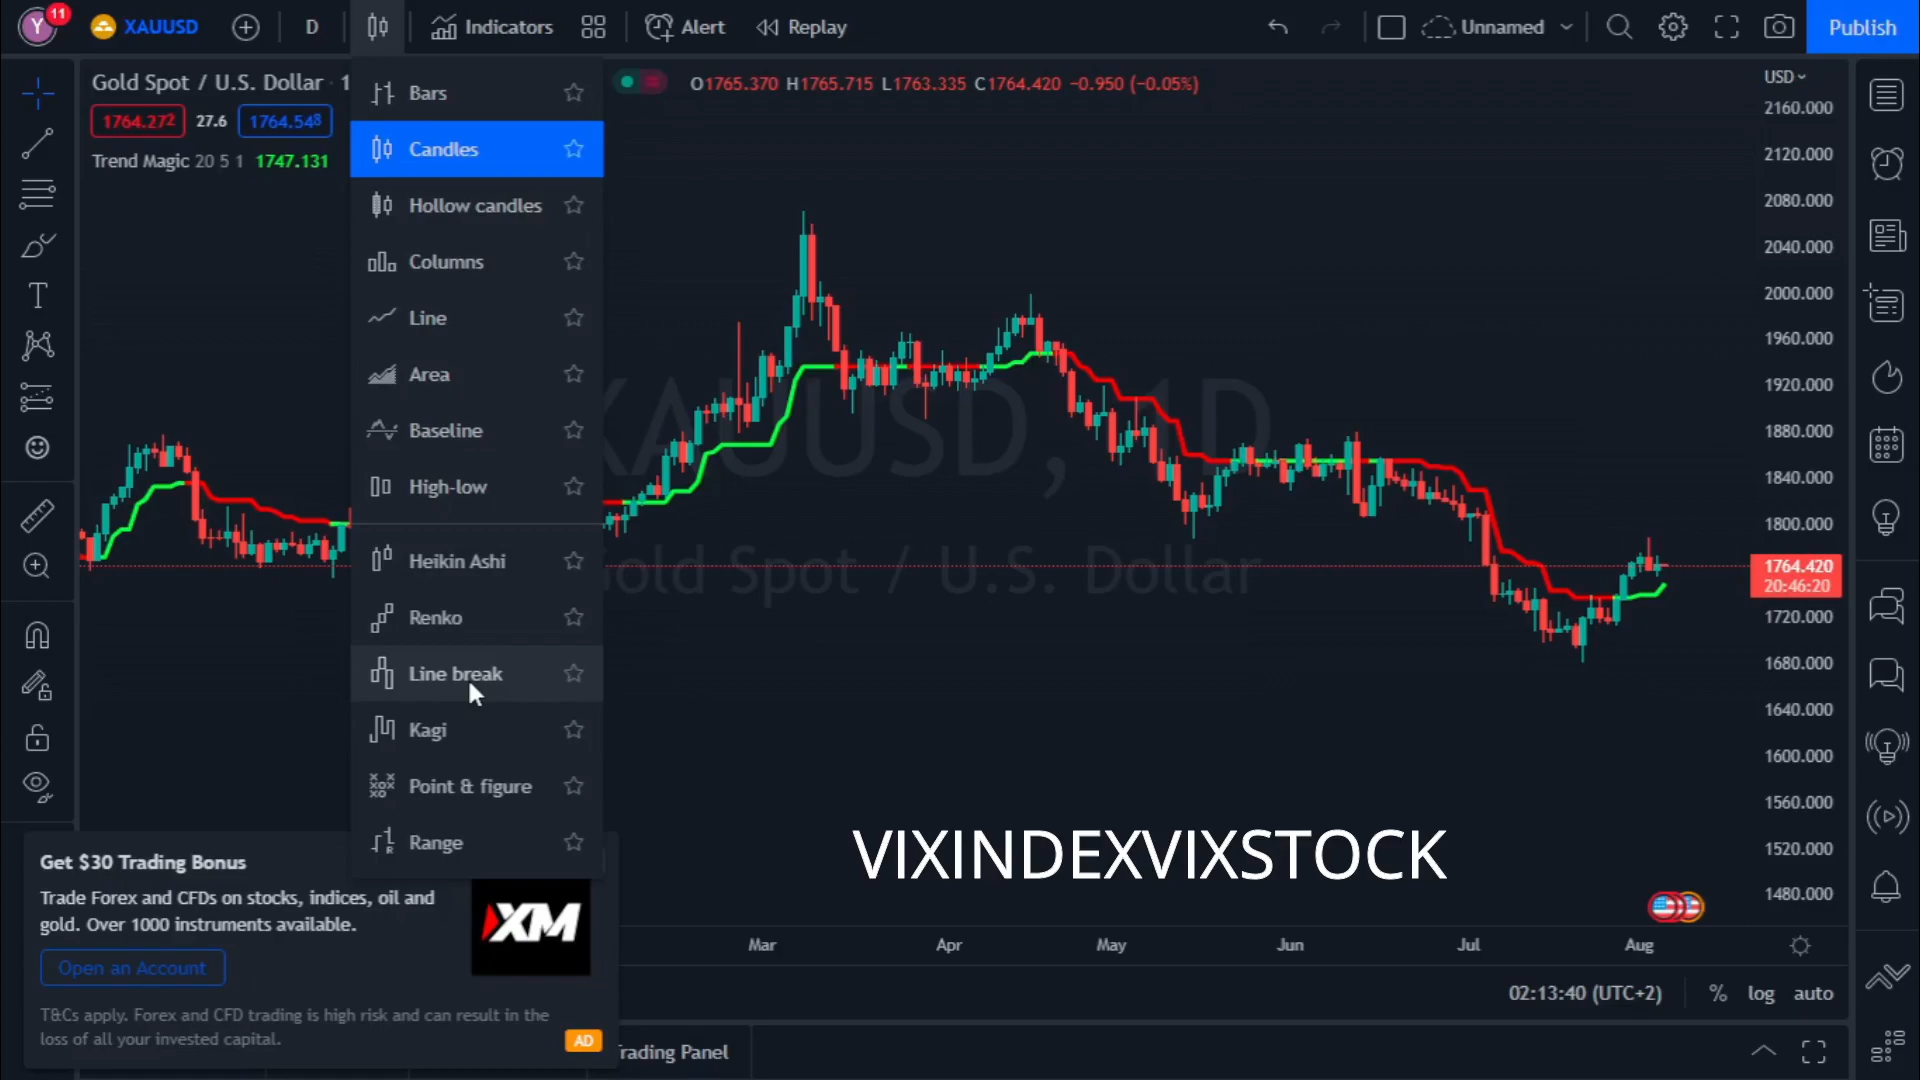 Y 11 XAUUSD D Indicators Alert Replay Unnamed Publish
Gold Spot / U.S. Dollar · 1
O1765.370 H1765.715 L1763.335 C1764.420 −0.950 (−0.05%)
USD
1764.272 27.6 1764.548
Trend Magic 20 5 1 1747.131
Bars
Candles
Hollow candles
Columns
Line
Area
Baseline
High-low
Heikin Ashi
Renko
Line break
Kagi
Point & figure
Range
XAUUSD, 1D
Gold Spot / U.S. Dollar
2160.000
2120.000
2080.000
2040.000
2000.000
1960.000
1920.000
1880.000
1840.000
1800.000
1764.420
20:46:20
1720.000
1680.000
1640.000
1600.000
1560.000
1520.000
1480.000
VIXINDEXVIXSTOCK
Mar Apr May Jun Jul Aug
Get $30 Trading Bonus
Trade Forex and CFDs on stocks, indices, oil and
gold. Over 1000 instruments available.
XM
Open an Account
T&Cs apply. Forex and CFD trading is high risk and can result in the
loss of all your invested capital.
AD
02:13:40 (UTC+2) % log auto
Trading Panel